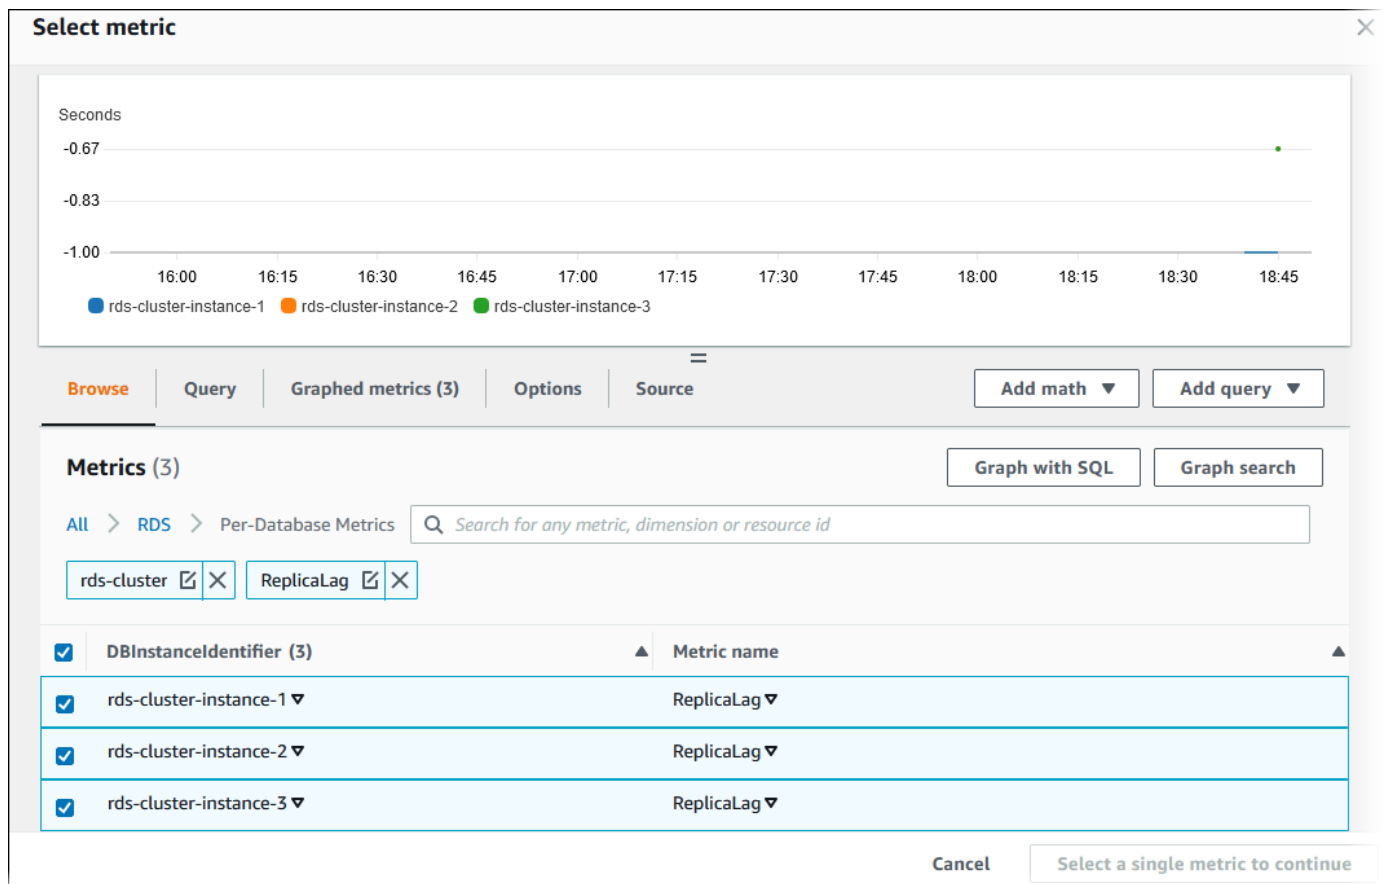 Select metric
Seconds
-0.67
-0.83
-1.00
16:00 16:15 16:30 16:45 17:00 17:15 17:30 17:45 18:00 18:15 18:30 18:45
rds-cluster-instance-1 rds-cluster-instance-2 rds-cluster-instance-3
Browse Query Graphed metrics (3) Options Source Add math Add query
Metrics (3) Graph with SQL Graph search
All RDS Per-Database Metrics Search for any metric, dimension or resource id
rds-cluster ReplicaLag
DBInstanceIdentifier (3) Metric name
rds-cluster-instance-1 ReplicaLag
rds-cluster-instance-2 ReplicaLag
rds-cluster-instance-3 ReplicaLag
Cancel Select a single metric to continue